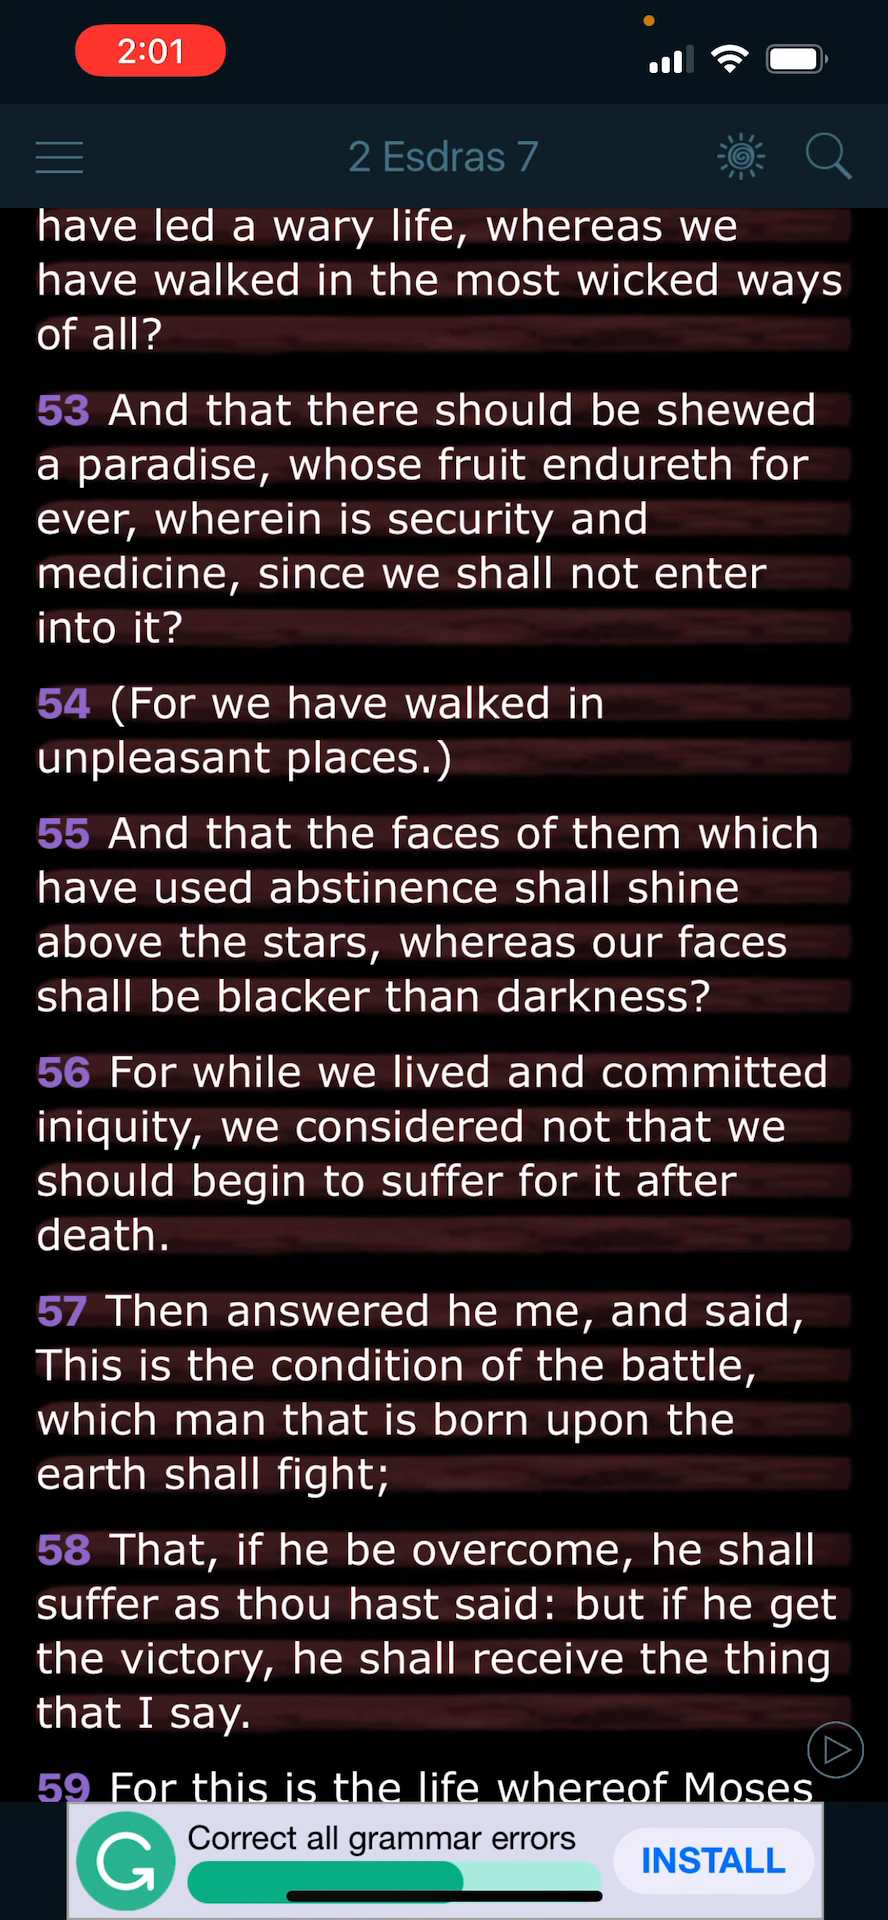 2:01
2 Esdras 7
have led a wary life, whereas we
have walked in the most wicked ways
of all?
53 And that there should be shewed
a paradise, whose fruit endureth for
ever, wherein is security and
medicine, since we shall not enter
into it?
54 (For we have walked in
unpleasant places.)
55 And that the faces of them which
have used abstinence shall shine
above the stars, whereas our faces
shall be blacker than darkness?
56 For while we lived and committed
iniquity, we considered not that we
should begin to suffer for it after
death.
57 Then answered he me, and said,
This is the condition of the battle,
which man that is born upon the
earth shall fight;
58 That, if he be overcome, he shall
suffer as thou hast said: but if he get
the victory, he shall receive the thing
that I say.
59 For this is the life whereof Moses
Correct all grammar errors
INSTALL